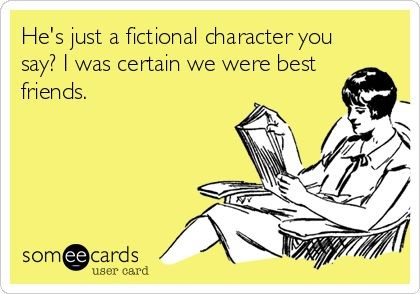 He's just a fictional character you
say? I was certain we were best
friends.
someecards
user card